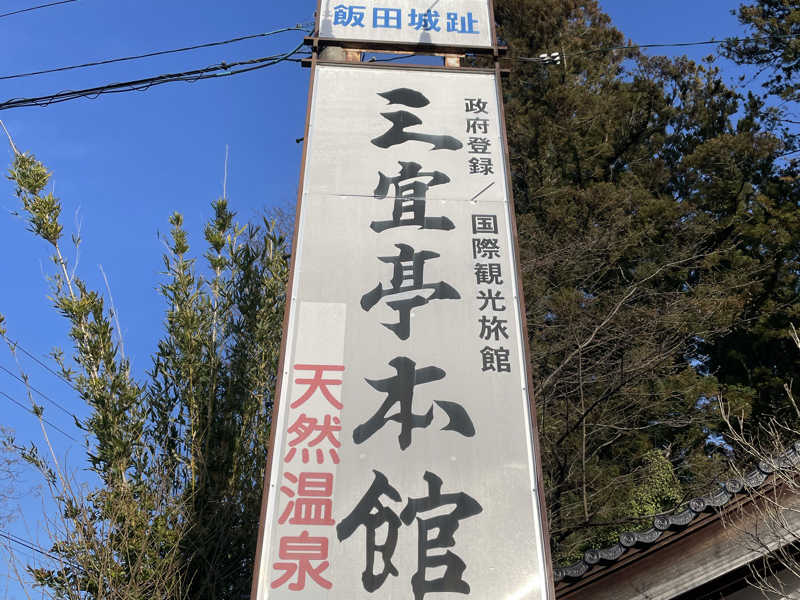 飯田城趾
政府登録／国際観光旅館
三宜亭本館
天然温泉